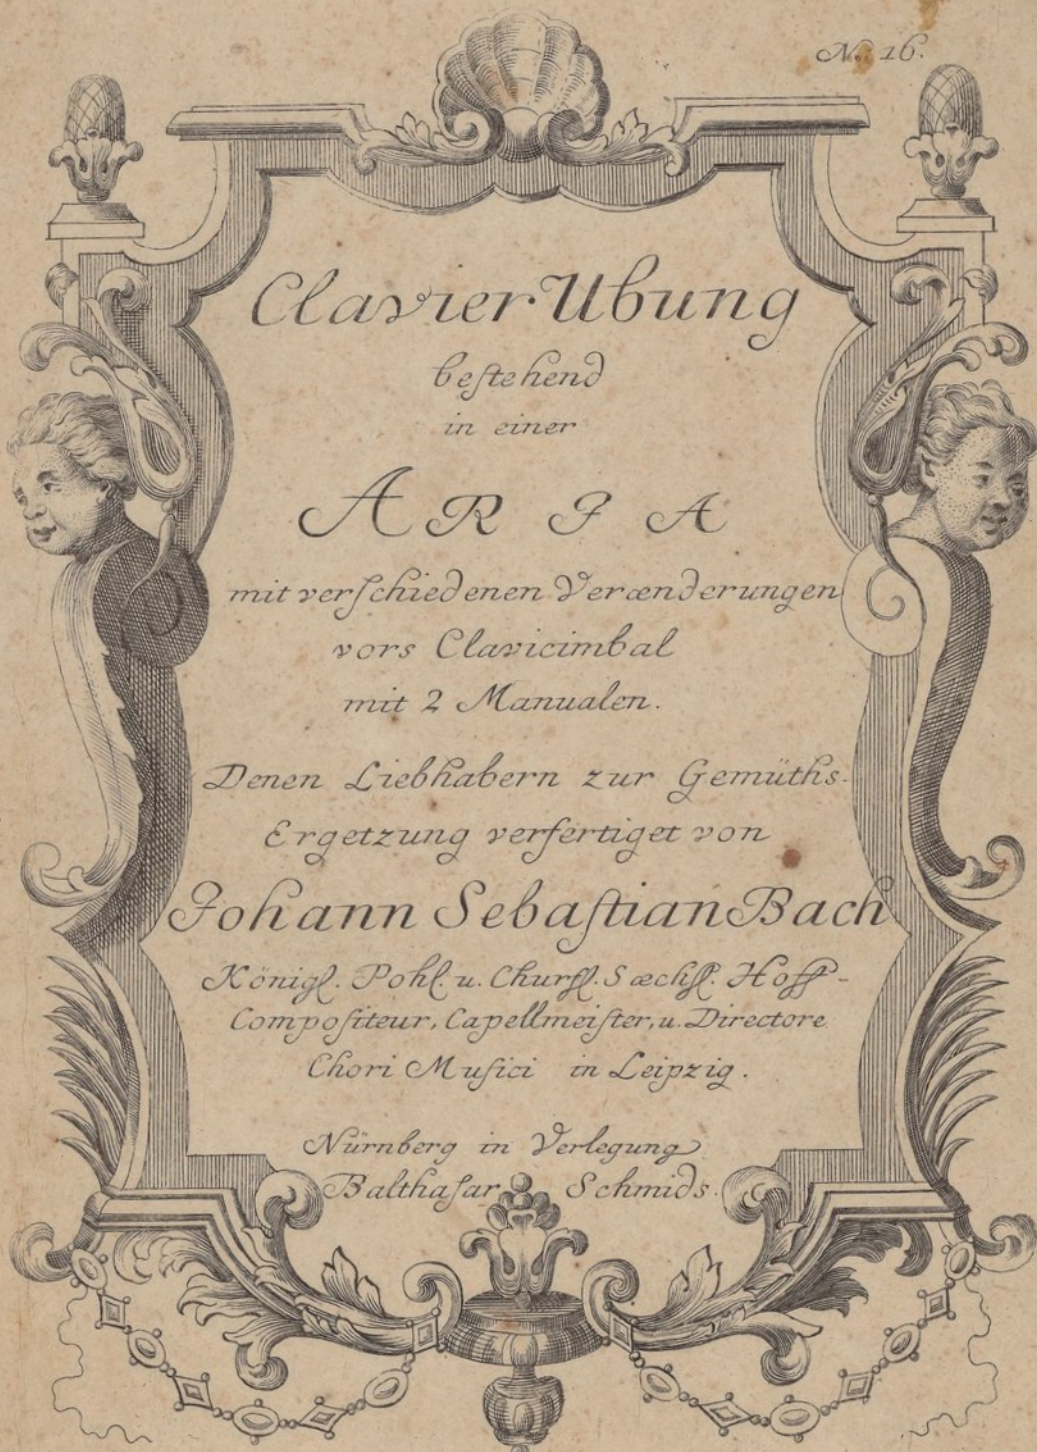 No. 16.
Clavier Ubung
beſtehend
in einer
ARIA
mit verſchiedenen Verænderungen
vors Clavicimbal
mit 2 Manualen.
Denen Liebhabern zur Gemüths-
Ergetzung verfertiget von
Johann Sebaſtian Bach
Königl. Pohl. u. Churfl. Sæchſl. Hoff-
Compoſiteur, Capellmeiſter, u. Directore
Chori Muſici in Leipzig.
Nürnberg in Verlegung
Balthaſar Schmids.